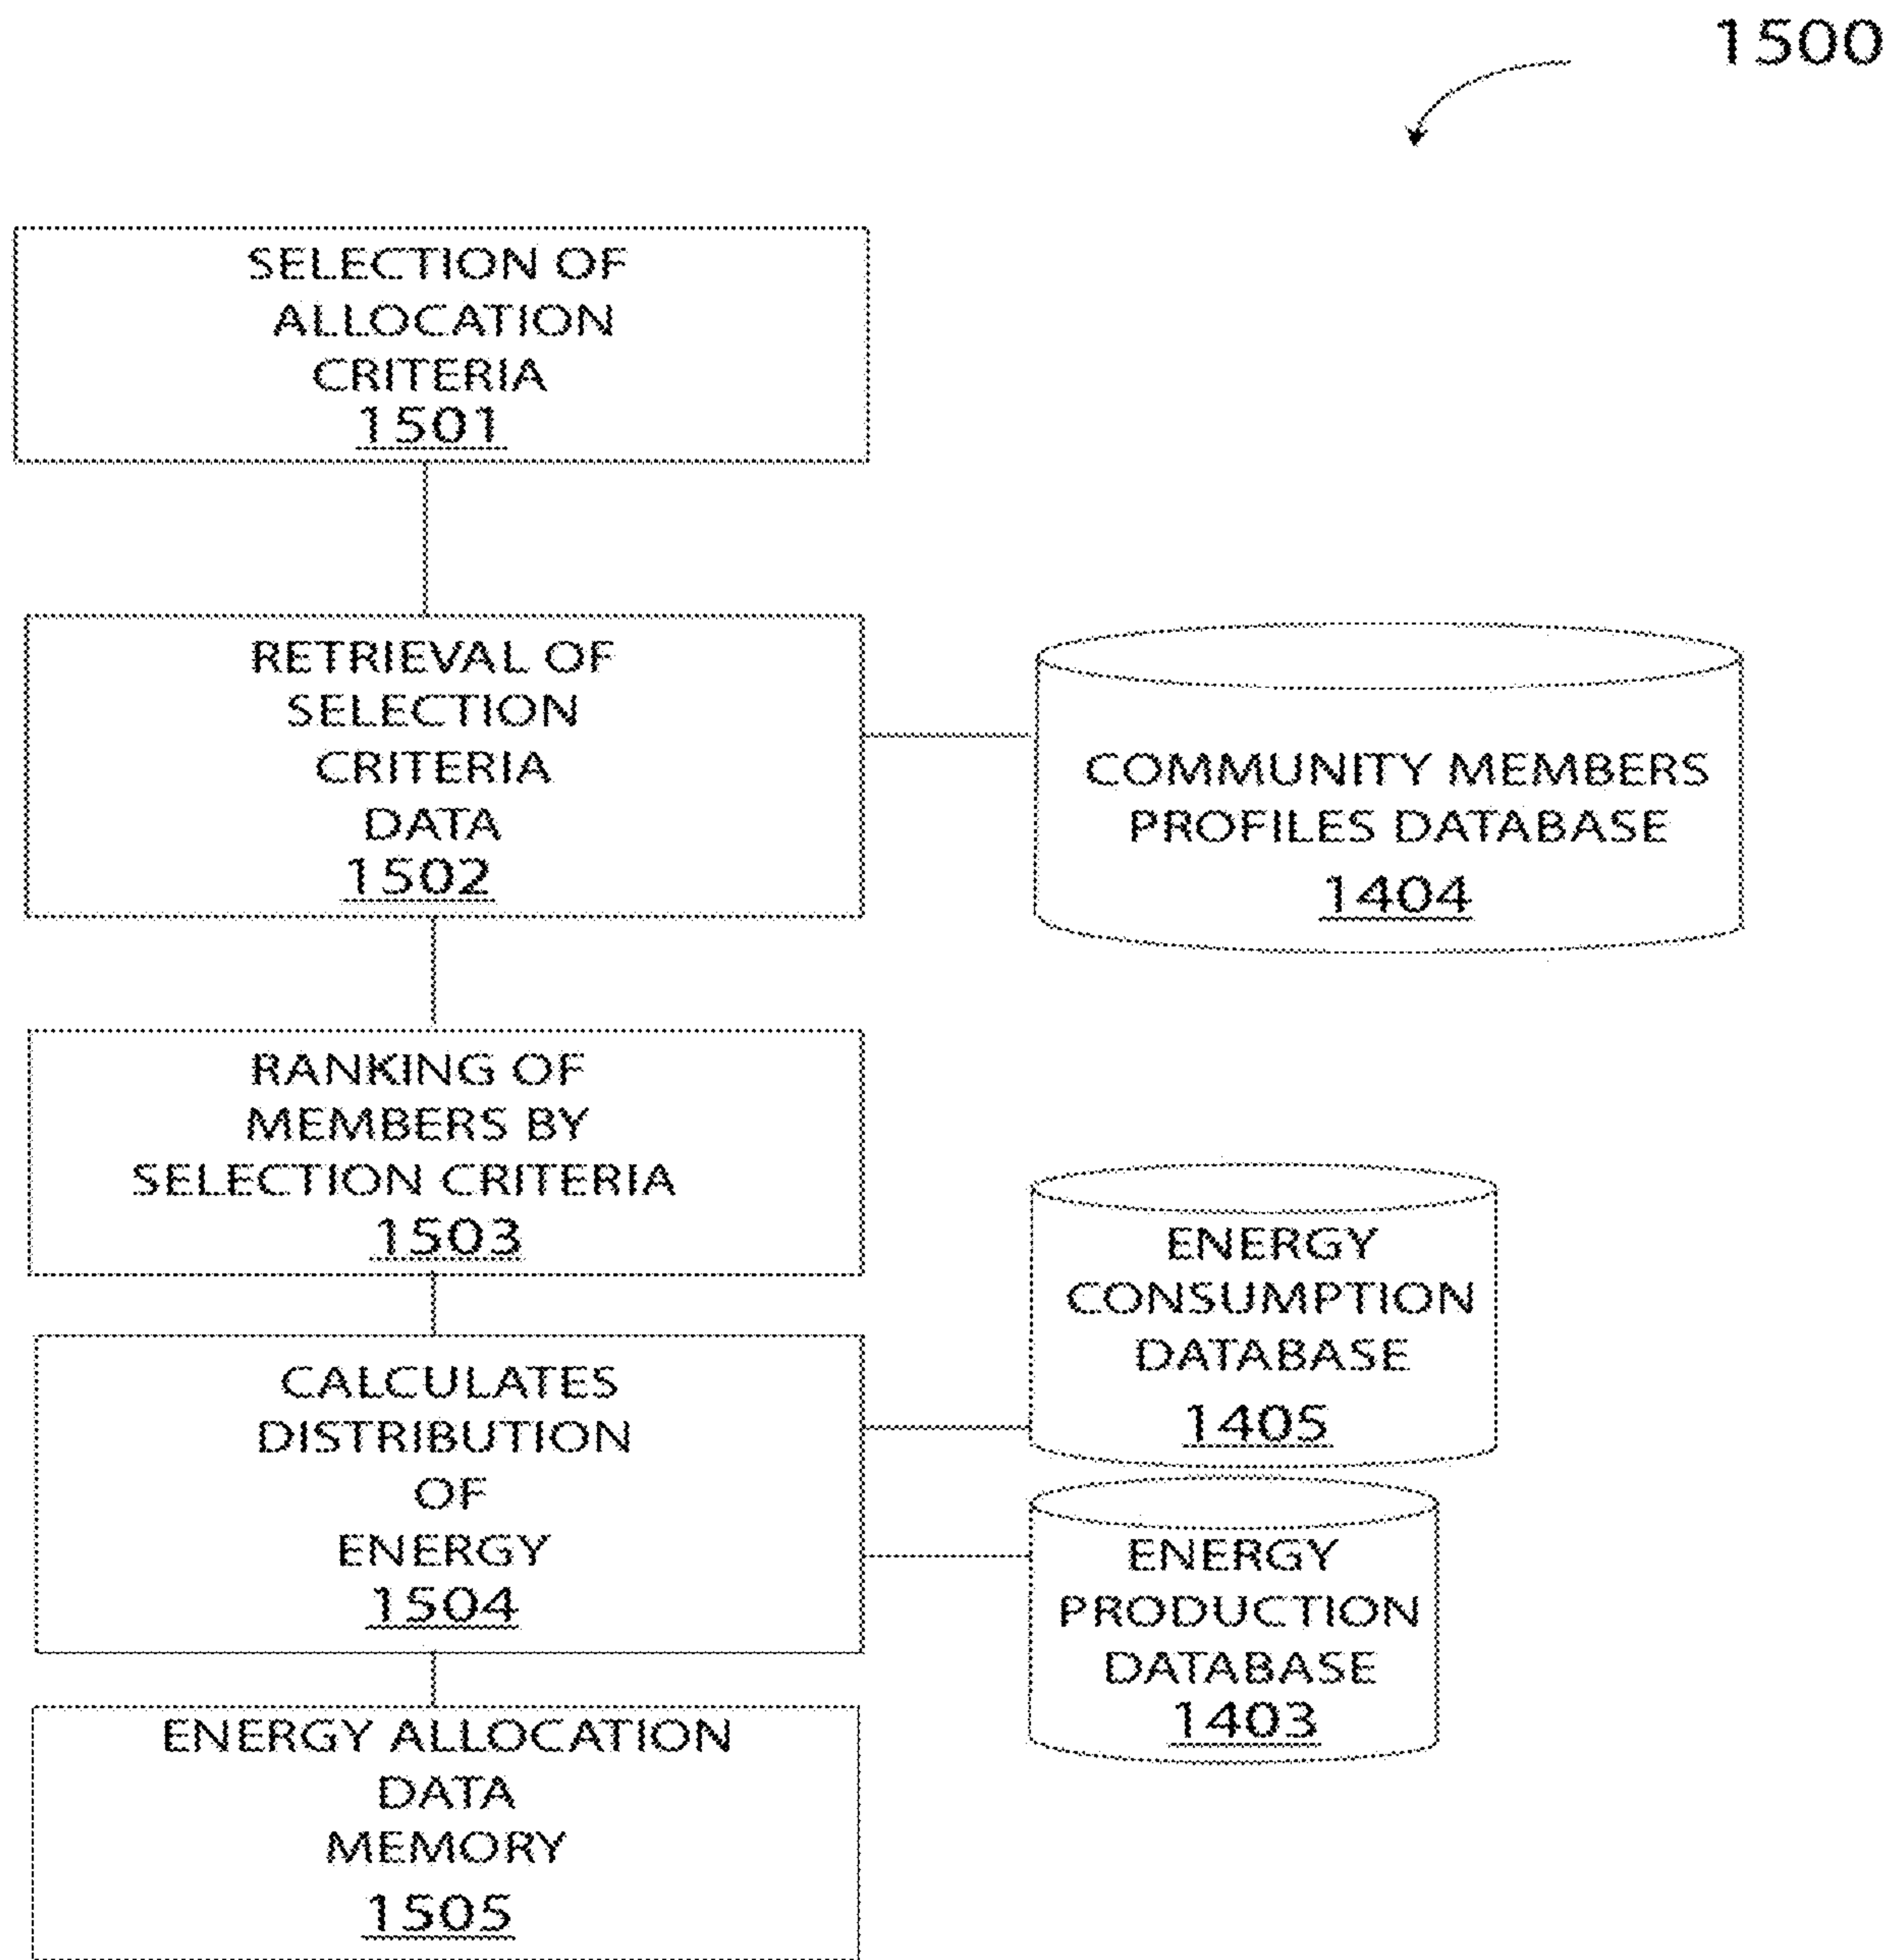 1500
SELECTION OF
ALLOCATION
CRITERIA
1501
RETRIEVAL OF
SELECTION
CRITERIA
DATA
1502
COMMUNITY MEMBERS
PROFILES DATABASE
1404
RANKING OF
MEMBERS BY
SELECTION CRITERIA
1503
ENERGY
CONSUMPTION
DATABASE
1405
CALCULATES
DISTRIBUTION
OF
ENERGY
1504
ENERGY
PRODUCTION
DATABASE
1403
ENERGY ALLOCATION
DATA
MEMORY
1505